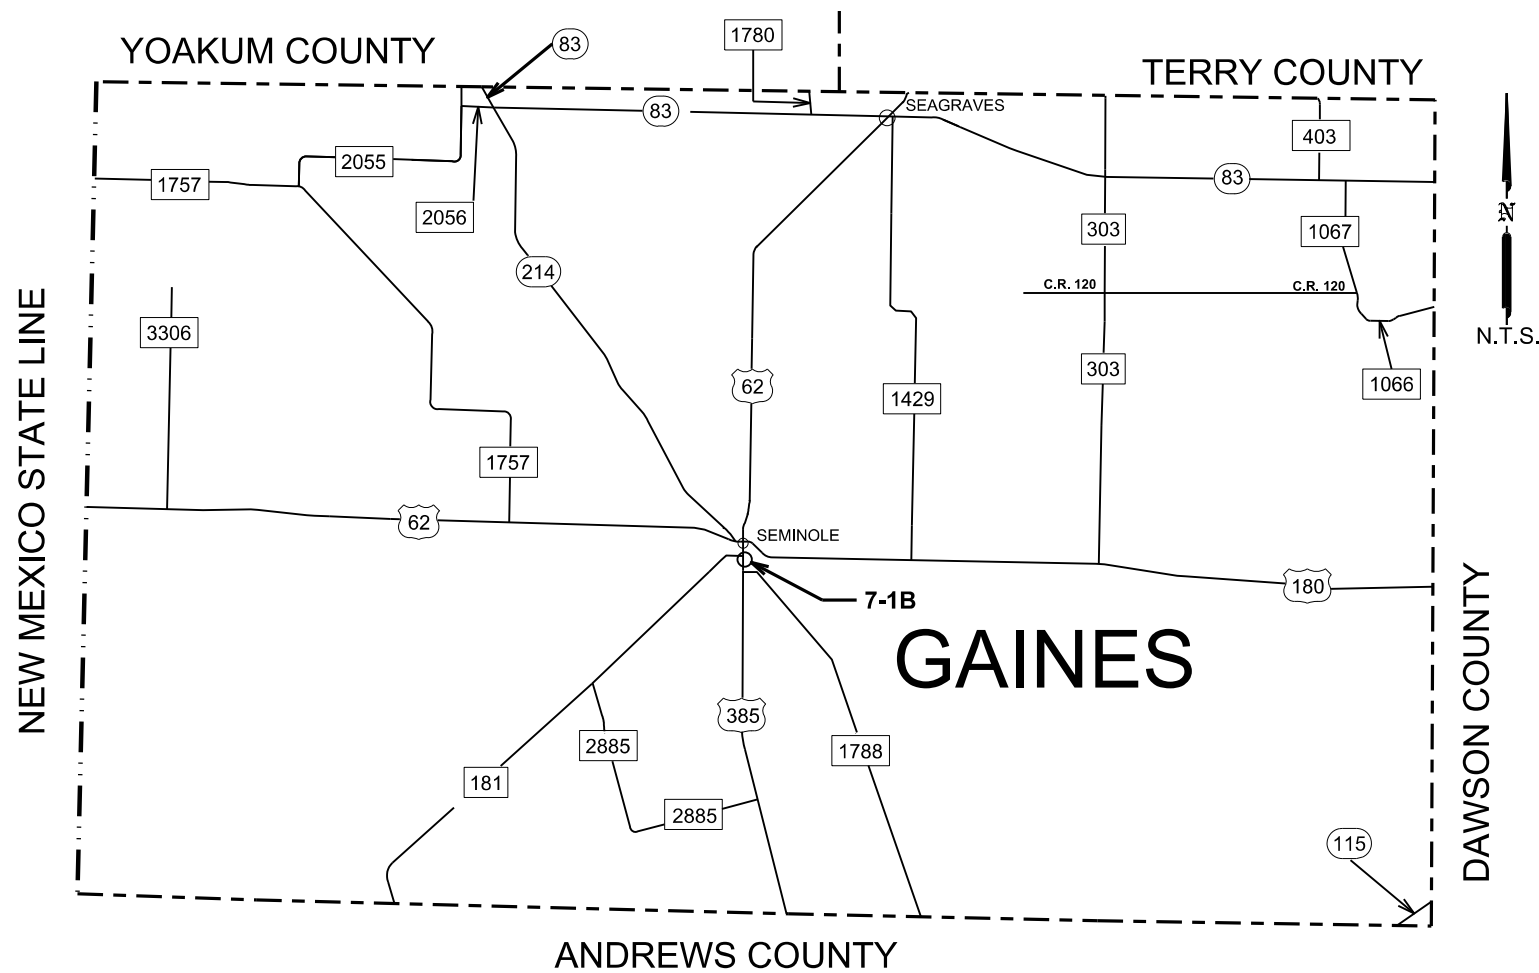 YOAKUM COUNTY
83
1780
TERRY COUNTY
83
SEAGRAVES
403
2055
1757
83
2056
303
1067
N
214
C.R. 120
C.R. 120
3306
N.T.S.
303
62
1066
1429
NEW MEXICO STATE LINE
1757
62
SEMINOLE
180
7-1B
GAINES
DAWSON COUNTY
385
2885
1788
181
2885
115
ANDREWS COUNTY